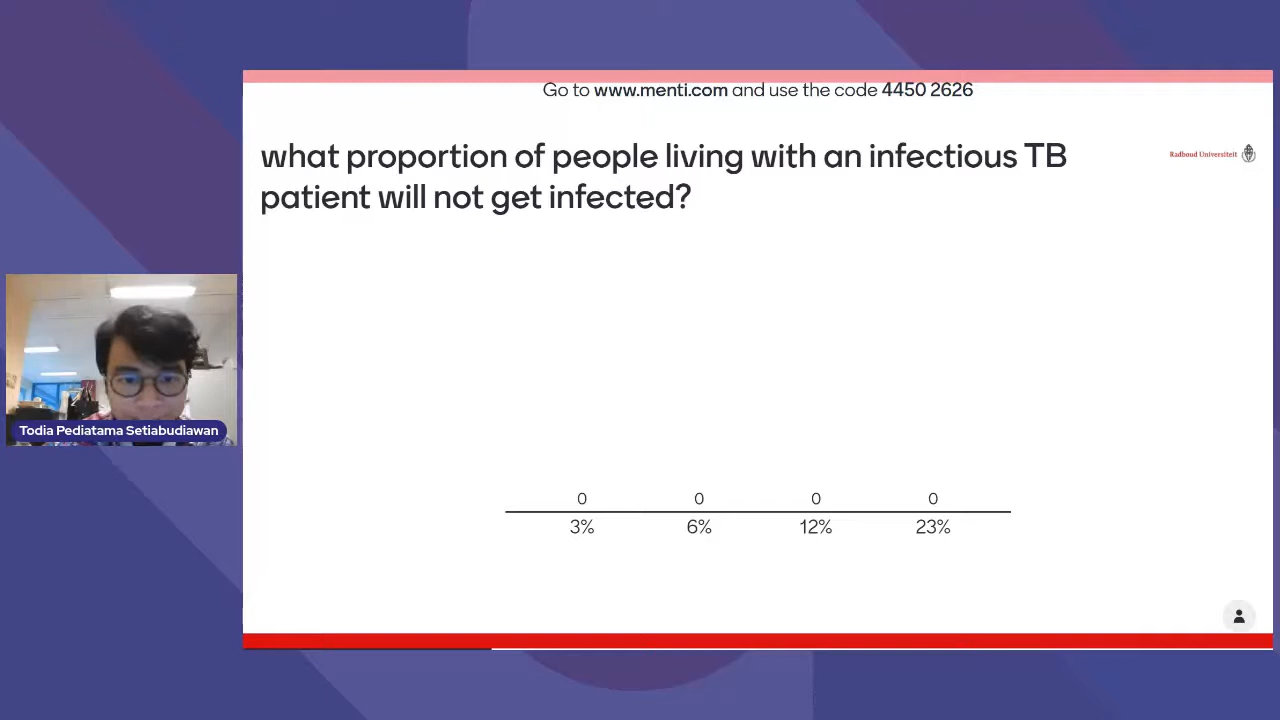 Go to www.menti.com and use the code 4450 2626
what proportion of people living with an infectious TB
patient will not get infected?
Radboud Universiteit
Todia Pediatama Setiabudiawan
0 0 0 0
3% 6% 12% 23%